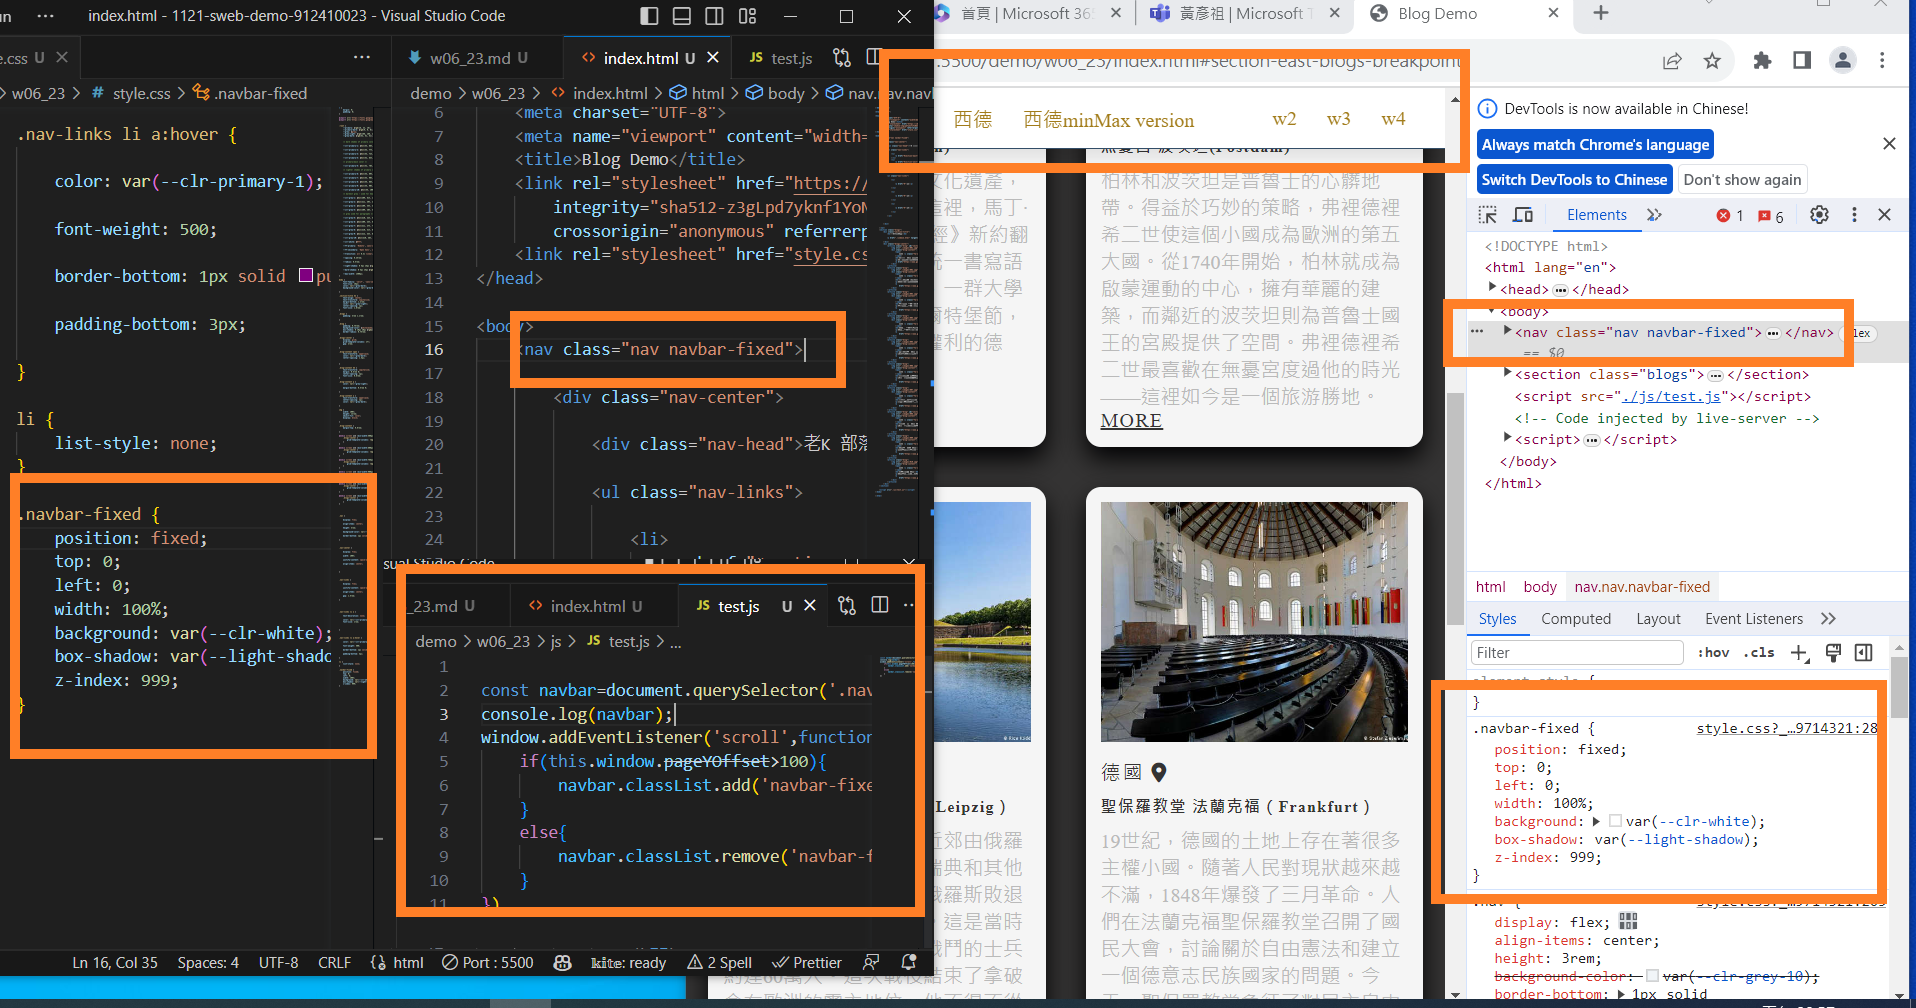 index.html - 1121-sweb-demo-912410023 - Visual Studio Code
w06_23.md U
index.html U
JS test.js
w06_23 > # style.css > .navbar-fixed
demo > w06_23 > index.html > html > body >
.nav-links li a:hover {
color: var(--clr-primary-1);
font-weight: 500;
border-bottom: 1px solid
padding-bottom: 3px;
}
li {
list-style: none;
}
.navbar-fixed {
position: fixed;
top: 0;
left: 0;
width: 100%;
background: var(--clr-white);
box-shadow: var(--light-shado
z-index: 999;
}
6 <meta charset="UTF-8">
7 <meta name="viewport" content="width=
8 <title>Blog Demo</title>
9 <link rel="stylesheet" href="https://
10 integrity="sha512-z3gLpd7yknf1YoN
11 crossorigin="anonymous" referrerp
12 <link rel="stylesheet" href="style.cs
13 </head>
14
15 <body>
16 <nav class="nav navbar-fixed">
17
18 <div class="nav-center">
19
20 <div class="nav-head">老K 部落
21
22 <ul class="nav-links">
23
24 <li>
_23.md U
index.html U
JS test.js U
demo > w06_23 > js > JS test.js > ...
1
2 const navbar=document.querySelector('.nav
3 console.log(navbar);
4 window.addEventListener('scroll',function
5 if(this.window.pageYOffset>100){
6 navbar.classList.add('navbar-fixe
7 }
8 else{
9 navbar.classList.remove('navbar-f
10 }
11 })
Ln 16, Col 35
Spaces: 4
UTF-8
CRLF
html
Port : 5500
kite: ready
2 Spell
Prettier
首頁 | Microsoft 365
黃彥祖 | Microsoft T
Blog Demo
:5500/demo/w06_23/index.html#section-east-blogs-breakpoint
西德
西德minMax version
w2
w3
w4
柏林和波茨坦是普魯士的心臟地
帶。得益於巧妙的策略，弗裡德裡
希二世使這個小國成為歐洲的第五
大國。從1740年開始，柏林就成為
啟蒙運動的中心，擁有華麗的建
築，而鄰近的波茨坦則為普魯士國
王的宮殿提供了空間。弗裡德裡希
二世最喜歡在無憂宮度過他的時光
——這裡如今是一個旅游勝地。
MORE
德國
聖保羅教堂 法蘭克福 ( Frankfurt )
Leipzig )
19世紀，德國的土地上存在著很多
主權小國。隨著人民對現狀越來越
不滿，1848年爆發了三月革命。人
們在法蘭克福聖保羅教堂召開了國
民大會，討論關於自由憲法和建立
一個德意志民族國家的問題。今
DevTools is now available in Chinese!
Always match Chrome's language
Switch DevTools to Chinese
Don't show again
Elements
1
6
<!DOCTYPE html>
<html lang="en">
<head> … </head>
<body>
<nav class="nav navbar-fixed"> … </nav>
== $0
<section class="blogs"> … </section>
<script src="./js/test.js"></script>
<!-- Code injected by live-server -->
<script> … </script>
</body>
</html>
html body nav.nav.navbar-fixed
Styles Computed Layout Event Listeners
Filter
:hov .cls
}
.navbar-fixed {
style.css?_…9714321:28
position: fixed;
top: 0;
left: 0;
width: 100%;
background: var(--clr-white);
box-shadow: var(--light-shadow);
z-index: 999;
}
display: flex;
align-items: center;
height: 3rem;
background-color: var(--clr-grey-10);
border-bottom: 1px solid